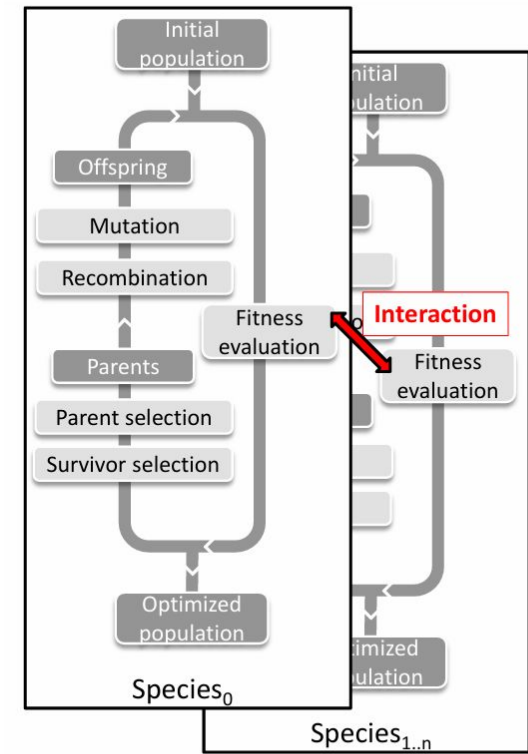 Initial
population
Offspring
Mutation
Recombination
Parents
Parent selection
Survivor selection
Fitness
evaluation
Optimized
population
Species₀
Interaction
Fitness
evaluation
Species₁..ₙ